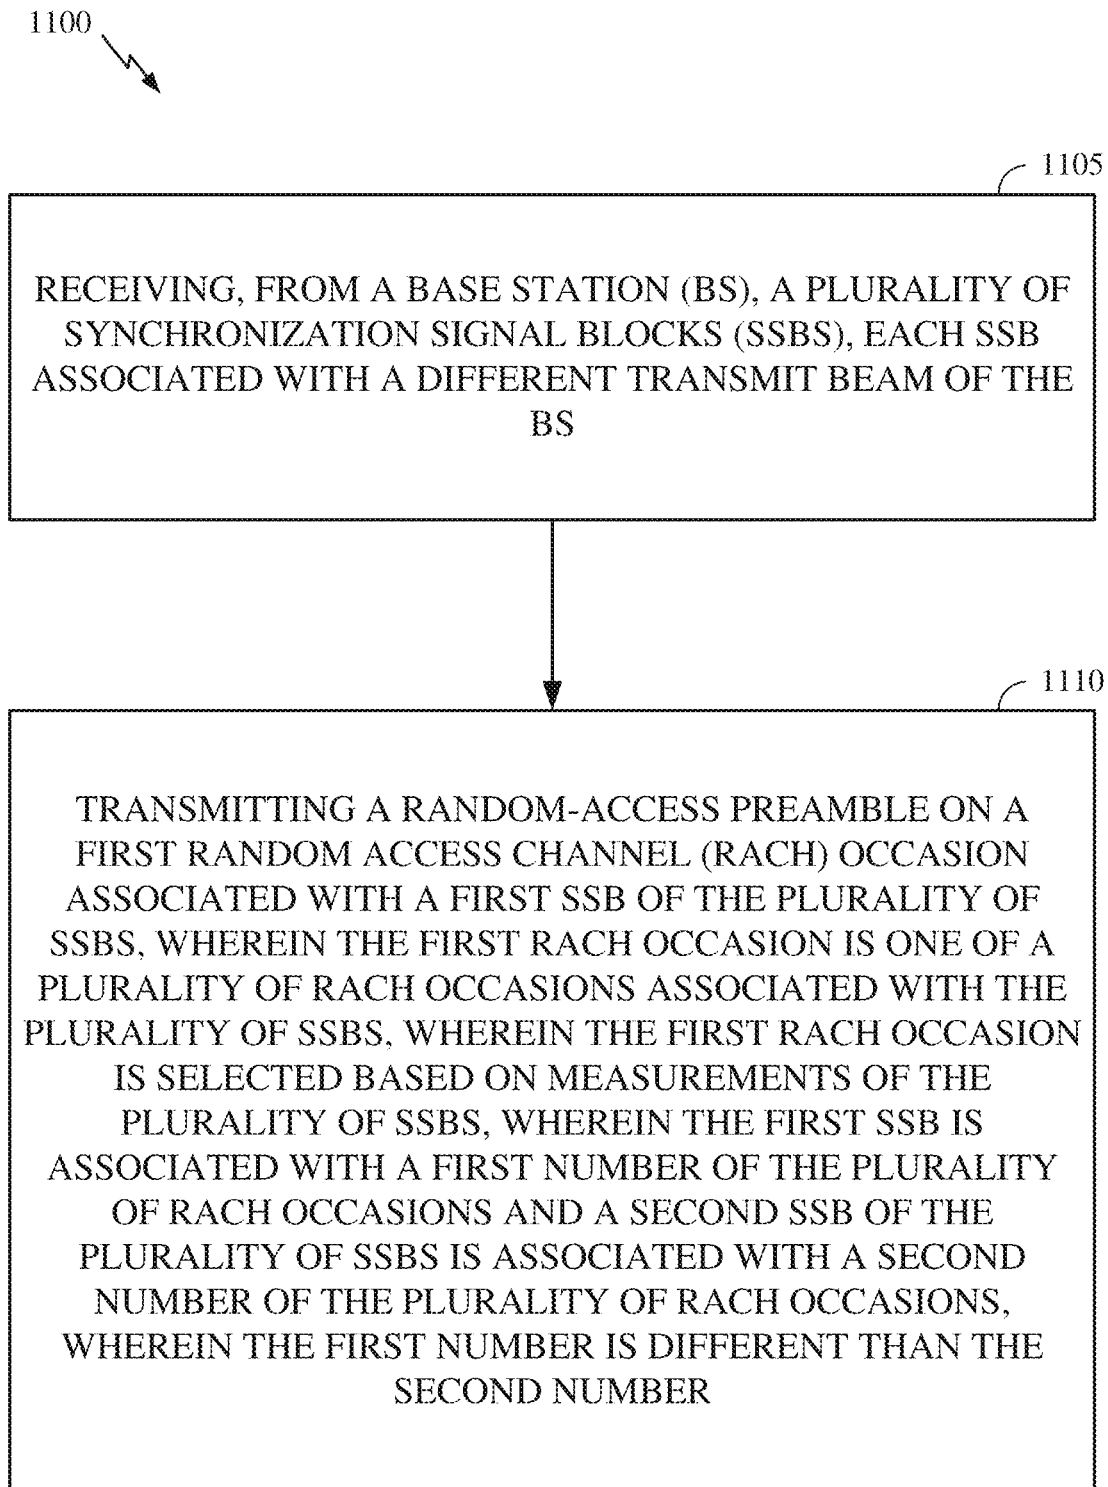 1100
1105
RECEIVING, FROM A BASE STATION (BS), A PLURALITY OF
SYNCHRONIZATION SIGNAL BLOCKS (SSBS), EACH SSB
ASSOCIATED WITH A DIFFERENT TRANSMIT BEAM OF THE
BS
1110
TRANSMITTING A RANDOM-ACCESS PREAMBLE ON A
FIRST RANDOM ACCESS CHANNEL (RACH) OCCASION
ASSOCIATED WITH A FIRST SSB OF THE PLURALITY OF
SSBS, WHEREIN THE FIRST RACH OCCASION IS ONE OF A
PLURALITY OF RACH OCCASIONS ASSOCIATED WITH THE
PLURALITY OF SSBS, WHEREIN THE FIRST RACH OCCASION
IS SELECTED BASED ON MEASUREMENTS OF THE
PLURALITY OF SSBS, WHEREIN THE FIRST SSB IS
ASSOCIATED WITH A FIRST NUMBER OF THE PLURALITY
OF RACH OCCASIONS AND A SECOND SSB OF THE
PLURALITY OF SSBS IS ASSOCIATED WITH A SECOND
NUMBER OF THE PLURALITY OF RACH OCCASIONS,
WHEREIN THE FIRST NUMBER IS DIFFERENT THAN THE
SECOND NUMBER